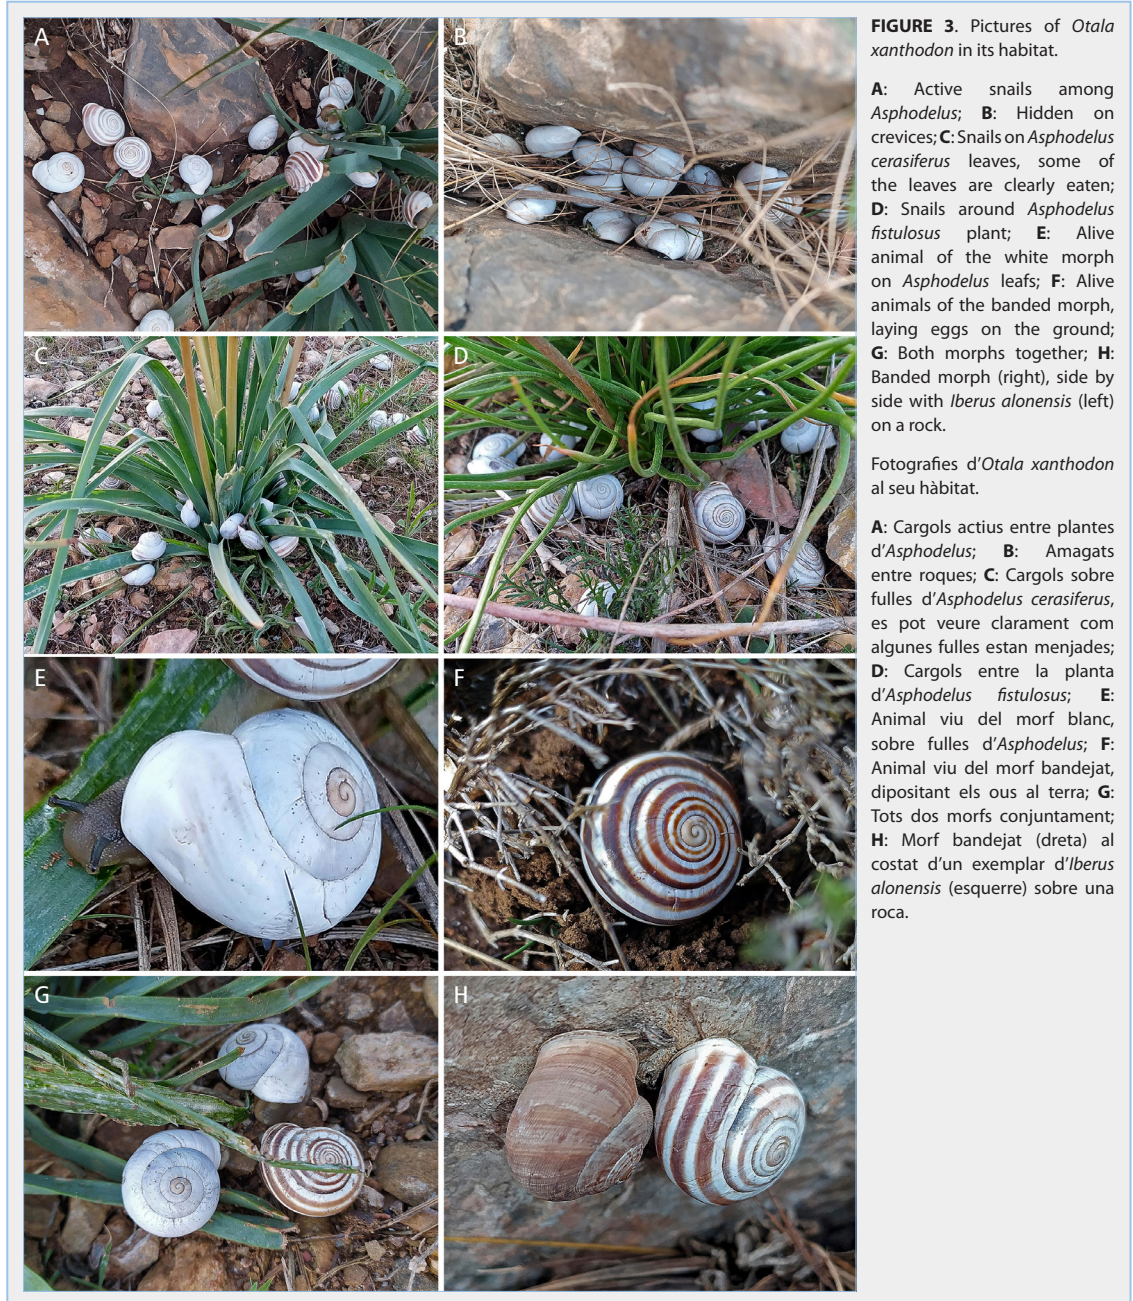 A
B
C
D
E
F
G
H
FIGURE 3. Pictures of Otala
xanthodon in its habitat.
A: Active snails among
Asphodelus; B: Hidden on
crevices; C: Snails on Asphodelus
cerasiferus leaves, some of
the leaves are clearly eaten;
D: Snails around Asphodelus
fistulosus plant; E: Alive
animal of the white morph
on Asphodelus leafs; F: Alive
animals of the banded morph,
laying eggs on the ground;
G: Both morphs together; H:
Banded morph (right), side by
side with Iberus alonensis (left)
on a rock.
Fotografies d’Otala xanthodon
al seu hàbitat.
A: Cargols actius entre plantes
d’Asphodelus; B: Amagats
entre roques; C: Cargols sobre
fulles d’Asphodelus cerasiferus,
es pot veure clarament com
algunes fulles estan menjades;
D: Cargols entre la planta
d’Asphodelus fistulosus; E:
Animal viu del morf blanc,
sobre fulles d’Asphodelus; F:
Animal viu del morf bandejat,
dipositant els ous al terra; G:
Tots dos morfs conjuntament;
H: Morf bandejat (dreta) al
costat d’un exemplar d’Iberus
alonensis (esquerre) sobre una
roca.